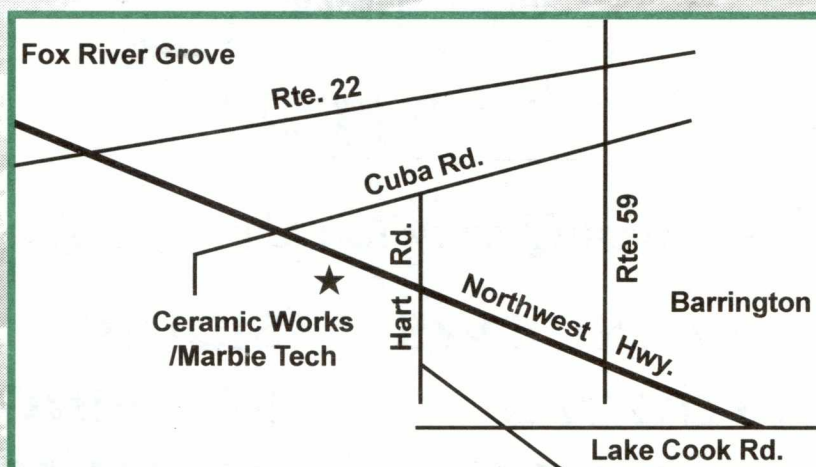 Fox River Grove
Rte. 22
Cuba Rd.
Rte. 59
Hart Rd.
Northwest Hwy.
Barrington
Ceramic Works
/Marble Tech
Lake Cook Rd.